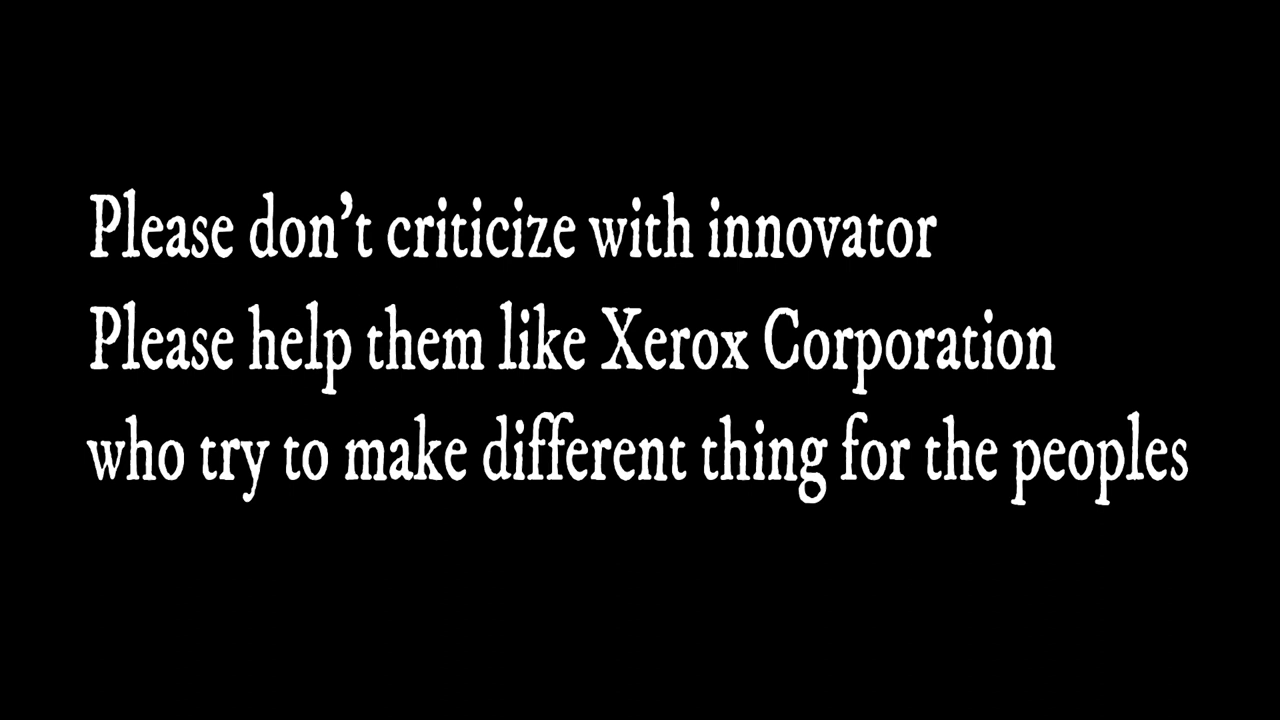 Please don't criticize with innovator
Please help them like Xerox Corporation
who try to make different thing for the peoples